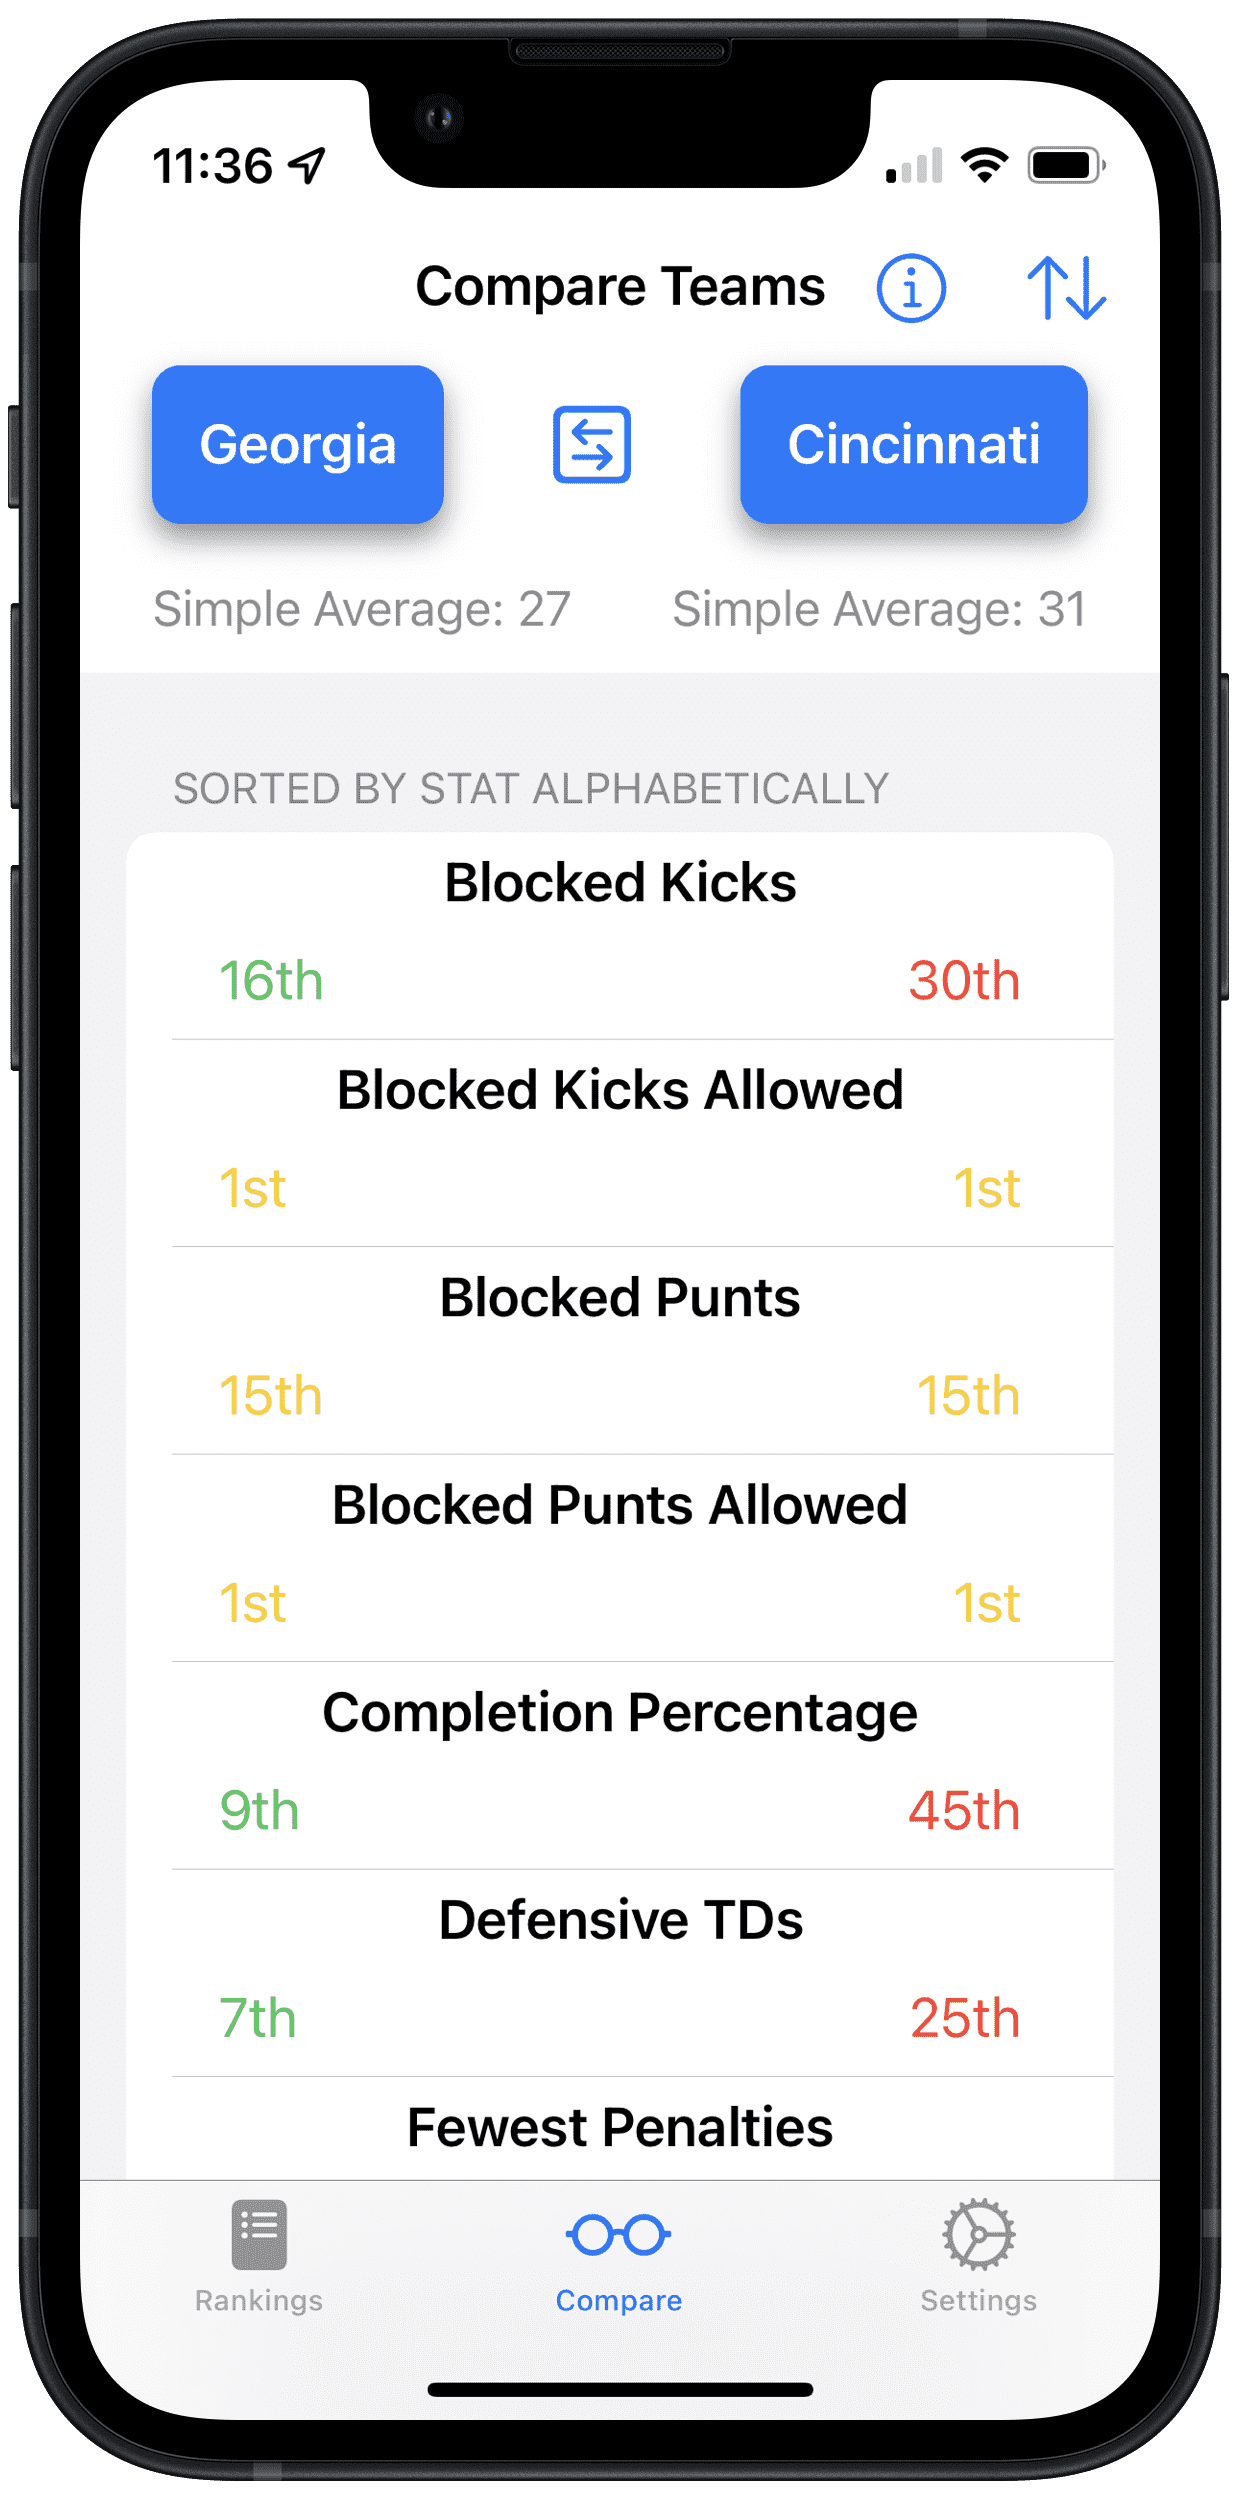 11:36
Compare Teams
Georgia
Cincinnati
Simple Average: 27
Simple Average: 31
SORTED BY STAT ALPHABETICALLY
Blocked Kicks
16th
30th
Blocked Kicks Allowed
1st
1st
Blocked Punts
15th
15th
Blocked Punts Allowed
1st
1st
Completion Percentage
9th
45th
Defensive TDs
7th
25th
Fewest Penalties
Rankings
Compare
Settings